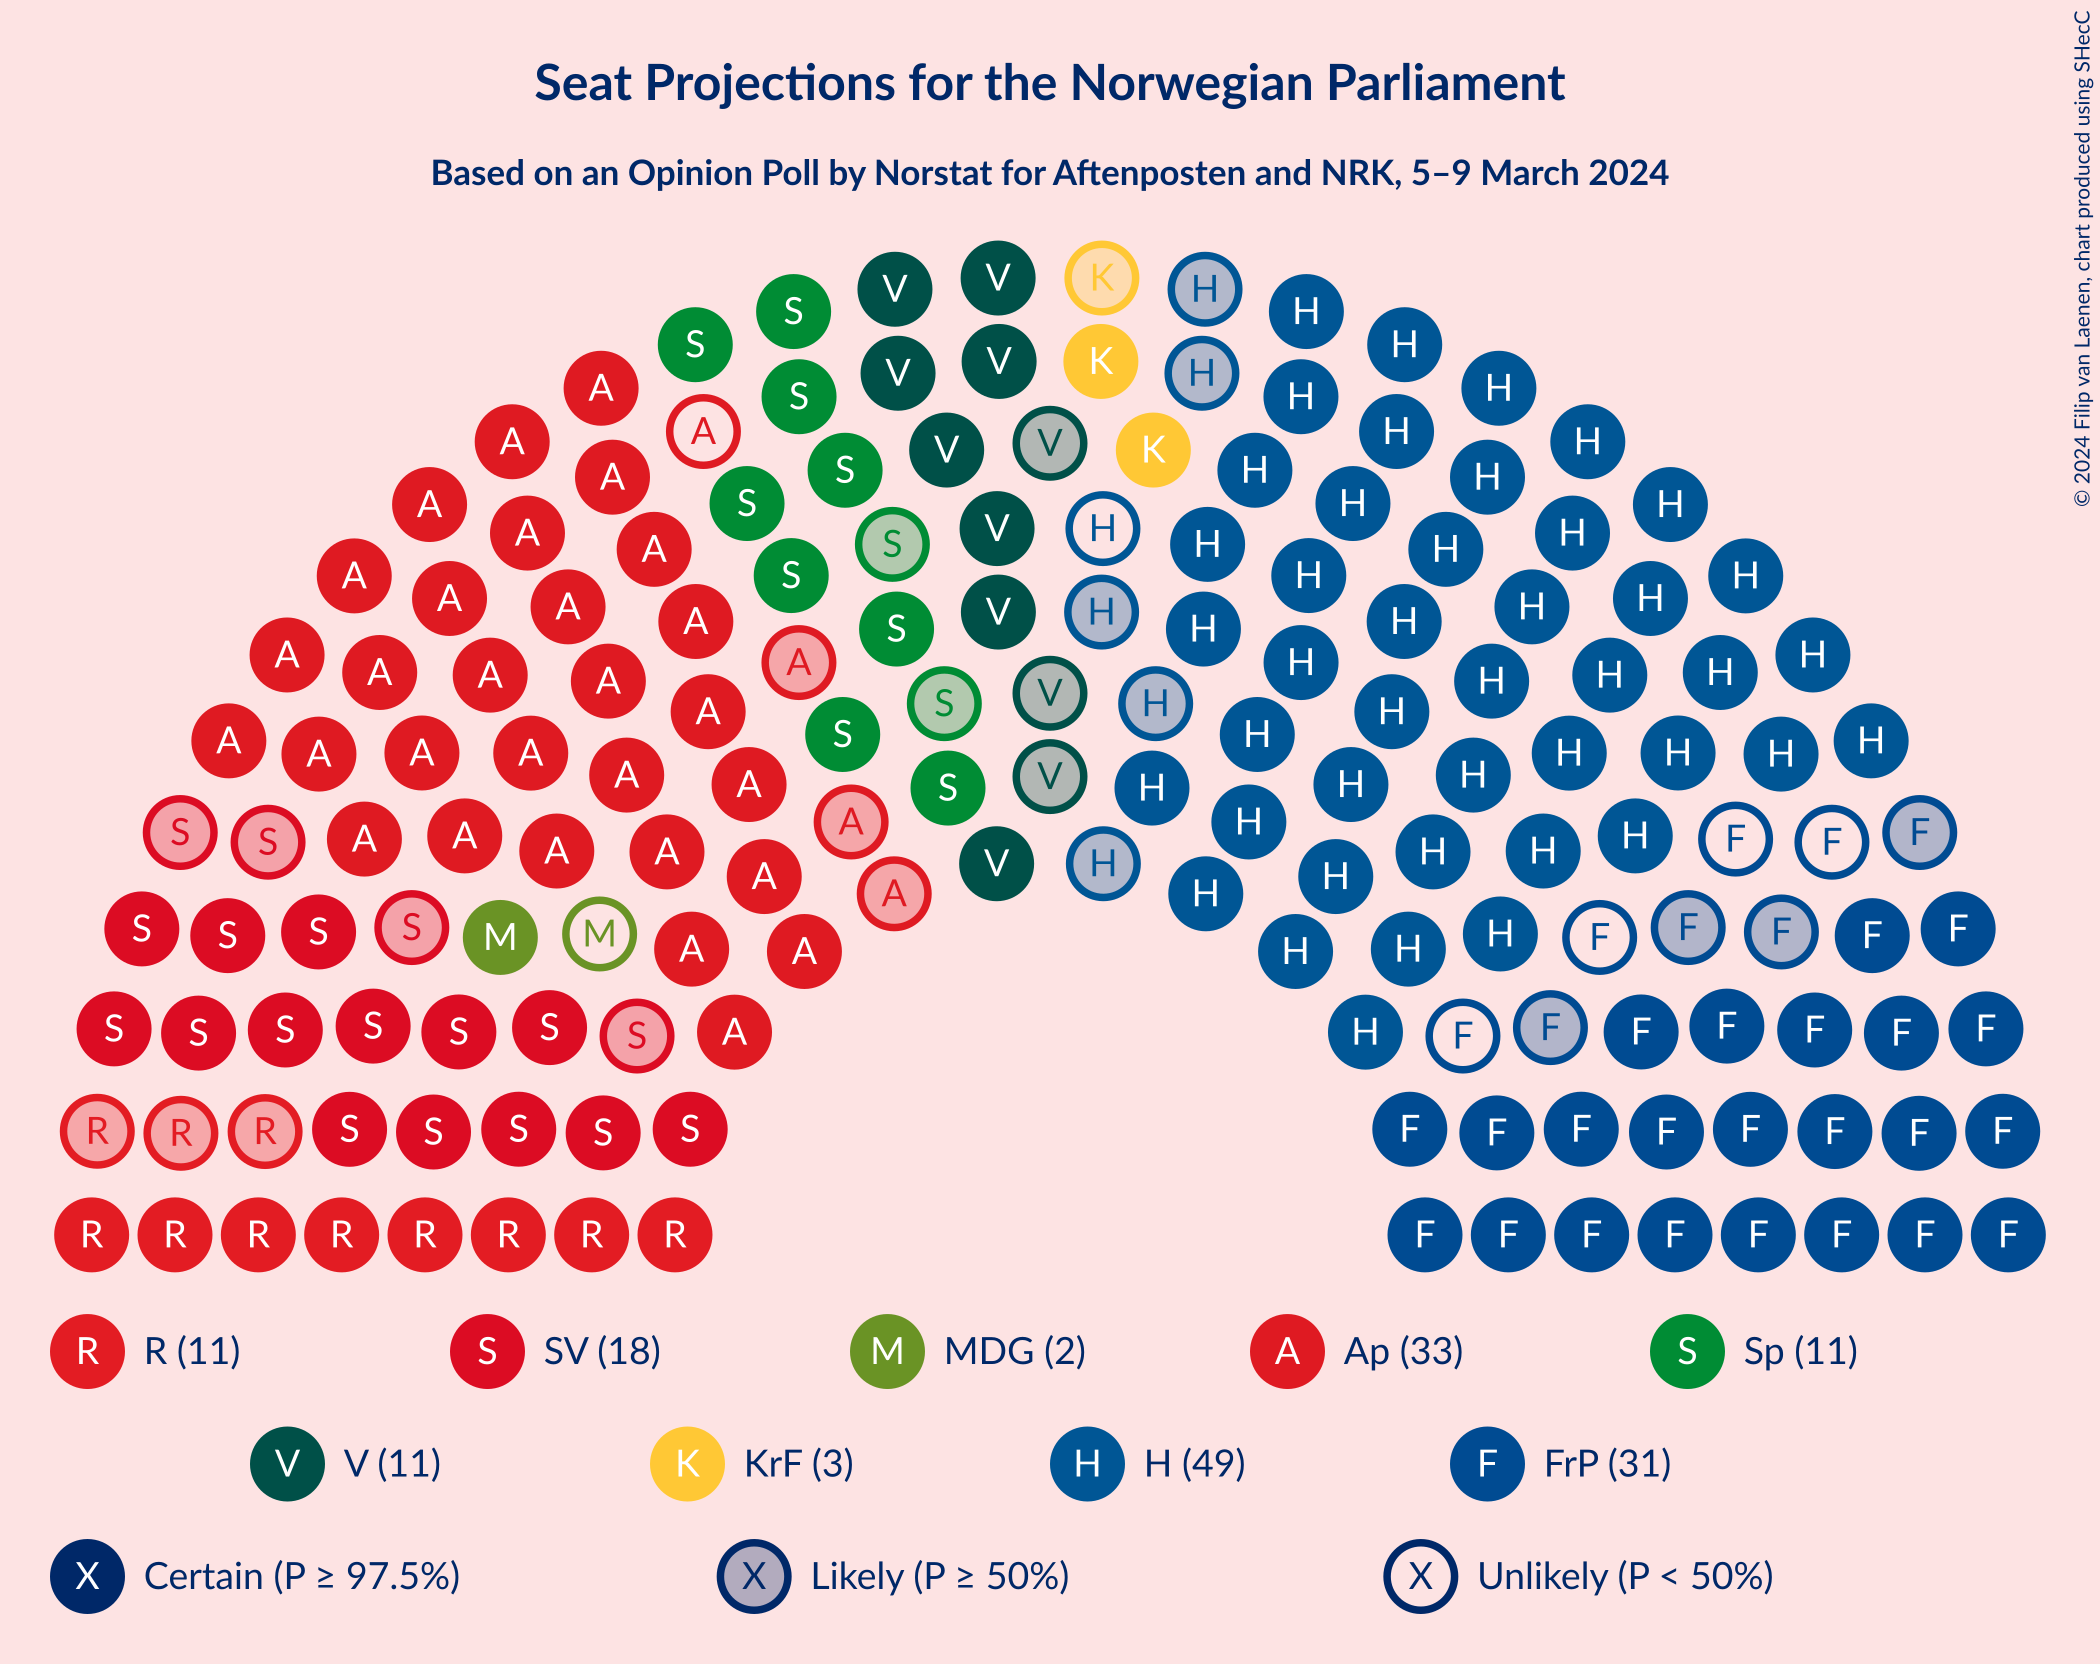 Seat Projections for the Norwegian Parliament
Based on an Opinion Poll by Norstat for Aftenposten and NRK, 5–9 March 2024
© 2024 Filip van Laenen, chart produced using SHecC
V V K H
S H
S H
V V K H
A S H H
A A V H H
A S V K H H
A S H H
A A S V H H H H
A S H H
A A A S V H H H H H
A A A A A H H H H H
A S V H H
A A A A S H H H H H
A A S V H H H
S S A A A A A H H H H F F F
A A V H H H
S S S S M M A A H H H F F F F F
S S S S S S S A H F F F F F F F
R R R S S S S S F F F F F F F F
R R R R R R R R F F F F F F F F
R R (11) S SV (18) M MDG (2) A Ap (33) S Sp (11)
V V (11) K KrF (3) H H (49) F FrP (31)
X Certain (P ≥ 97.5%) X Likely (P ≥ 50%) X Unlikely (P < 50%)